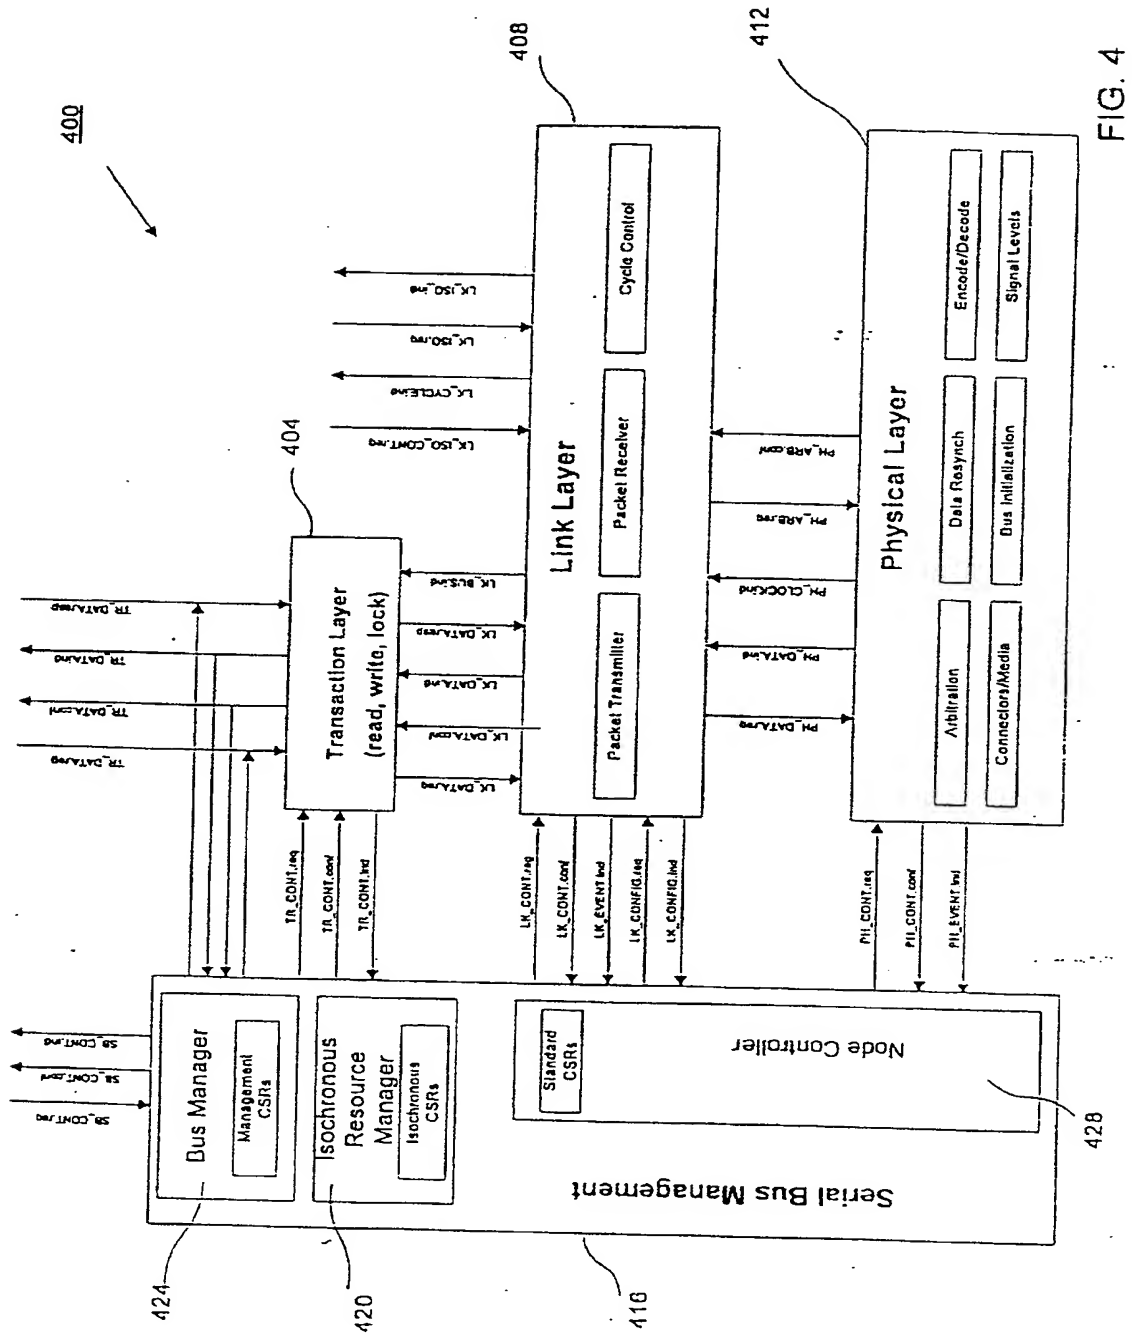 400
SB_CONT.req
SB_CONT.conf
SB_CONT.ind
TR_DATA.req
TR_DATA.conf
TR_DATA.ind
TR_DATA.resp
424
Bus Manager
Management
CSRs
420
Isochronous
Resource
Manager
Isochronous
CSRs
TR_CONT.req
TR_CONT.conf
TR_CONT.ind
Transaction Layer
(read, write, lock)
404
LK_DATA.req
LK_DATA.conf
LK_DATA.ind
LK_DATA.resp
LK_BUS.ind
LK_ISO_CONT.req
LK_CYCLE.ind
LK_ISO.req
LK_ISO.ind
408
Link Layer
Packet Transmitter
Packet Receiver
Cycle Control
LK_CONT.req
LK_CONT.conf
LK_EVENT.ind
LK_CONFIG.req
LK_CONFIG.ind
Standard
CSRs
Node Controller
Serial Bus Management
416
428
PH_DATA.req
PH_DATA.ind
PH_CLOCK.ind
PH_ARB.req
PH_ARB.conf
412
Physical Layer
Arbitration
Data Resynch
Encode/Decode
Connectors/Media
Bus Initialization
Signal Levels
PH_CONT.req
PH_CONT.conf
PH_EVENT.ind
FIG. 4